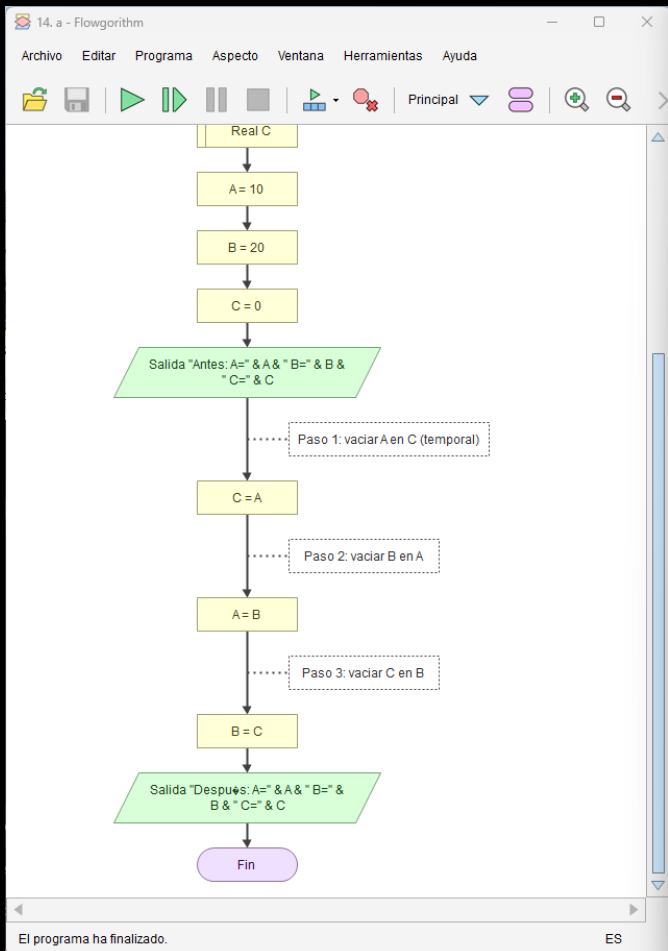 14. a - Flowgorithm
Archivo Editar Programa Aspecto Ventana Herramientas Ayuda
Principal
Real C
A = 10
B = 20
C = 0
Salida "Antes: A=" & A & " B=" & B &
" C=" & C
Paso 1: vaciar A en C (temporal)
C = A
Paso 2: vaciar B en A
A = B
Paso 3: vaciar C en B
B = C
Salida "Despu�s: A=" & A & " B=" &
B & " C=" & C
Fin
El programa ha finalizado. ES